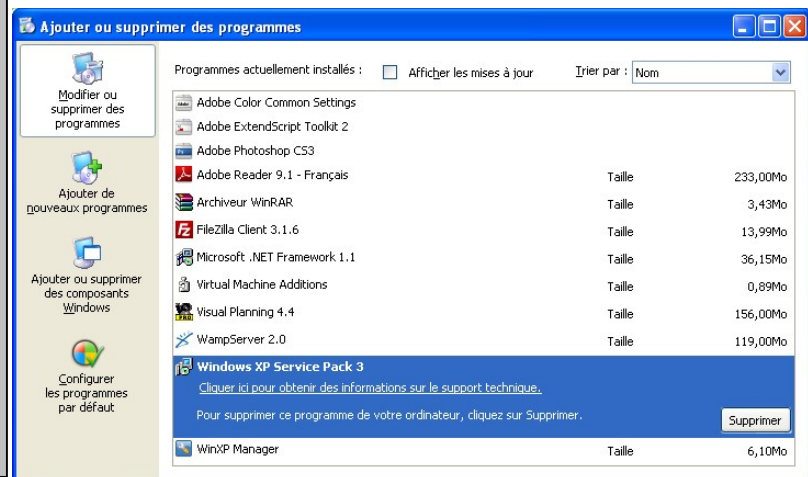 Ajouter ou supprimer des programmes
Modifier ou
supprimer des
programmes
Ajouter de
nouveaux programmes
Ajouter ou supprimer
des composants
Windows
Configurer
les programmes
par défaut
Programmes actuellement installés : Afficher les mises à jour Trier par : Nom
Adobe Color Common Settings
Adobe ExtendScript Toolkit 2
Adobe Photoshop CS3
Adobe Reader 9.1 - Français Taille 233,00Mo
Archiveur WinRAR Taille 3,43Mo
FileZilla Client 3.1.6 Taille 13,99Mo
Microsoft .NET Framework 1.1 Taille 36,15Mo
Virtual Machine Additions Taille 0,89Mo
Visual Planning 4.4 Taille 156,00Mo
WampServer 2.0 Taille 119,00Mo
Windows XP Service Pack 3
Cliquer ici pour obtenir des informations sur le support technique.
Pour supprimer ce programme de votre ordinateur, cliquez sur Supprimer. Supprimer
WinXP Manager Taille 6,10Mo